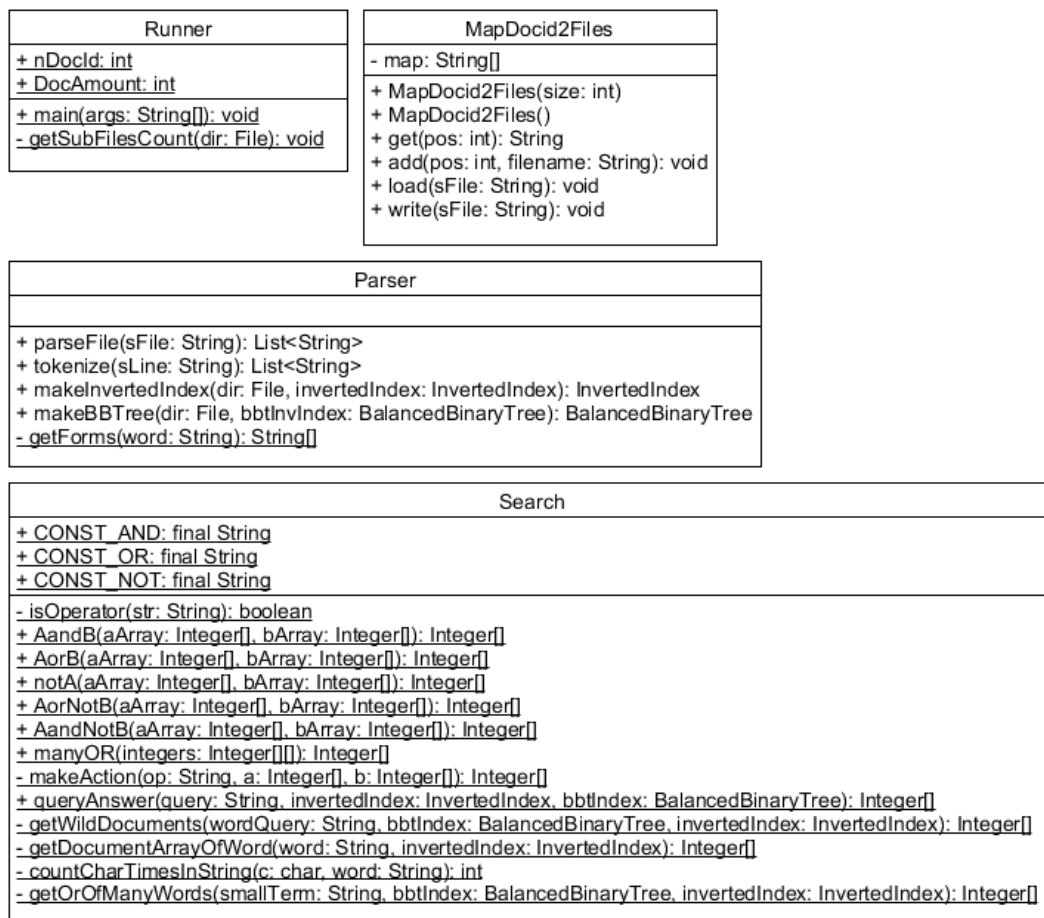 Runner
+ nDocId: int
+ DocAmount: int
+ main(args: String[]): void
- getSubFilesCount(dir: File): void
MapDocid2Files
- map: String[]
+ MapDocid2Files(size: int)
+ MapDocid2Files()
+ get(pos: int): String
+ add(pos: int, filename: String): void
+ load(sFile: String): void
+ write(sFile: String): void
Parser
+ parseFile(sFile: String): List<String>
+ tokenize(sLine: String): List<String>
+ makeInvertedIndex(dir: File, invertedIndex: InvertedIndex): InvertedIndex
+ makeBBTree(dir: File, bbtInvIndex: BalancedBinaryTree): BalancedBinaryTree
- getForms(word: String): String[]
Search
+ CONST_AND: final String
+ CONST_OR: final String
+ CONST_NOT: final String
- isOperator(str: String): boolean
+ AandB(aArray: Integer[], bArray: Integer[]): Integer[]
+ AorB(aArray: Integer[], bArray: Integer[]): Integer[]
+ notA(aArray: Integer[], bArray: Integer[]): Integer[]
+ AorNotB(aArray: Integer[], bArray: Integer[]): Integer[]
+ AandNotB(aArray: Integer[], bArray: Integer[]): Integer[]
+ manyOR(integers: Integer[][]): Integer[]
- makeAction(op: String, a: Integer[], b: Integer[]): Integer[]
+ queryAnswer(query: String, invertedIndex: InvertedIndex, bbtIndex: BalancedBinaryTree): Integer[]
- getWildDocuments(wordQuery: String, bbtIndex: BalancedBinaryTree, invertedIndex: InvertedIndex): Integer[]
- getDocumentArrayOfWord(word: String, invertedIndex: InvertedIndex): Integer[]
- countCharTimesInString(c: char, word: String): int
- getOrOfManyWords(smallTerm: String, bbtIndex: BalancedBinaryTree, invertedIndex: InvertedIndex): Integer[]